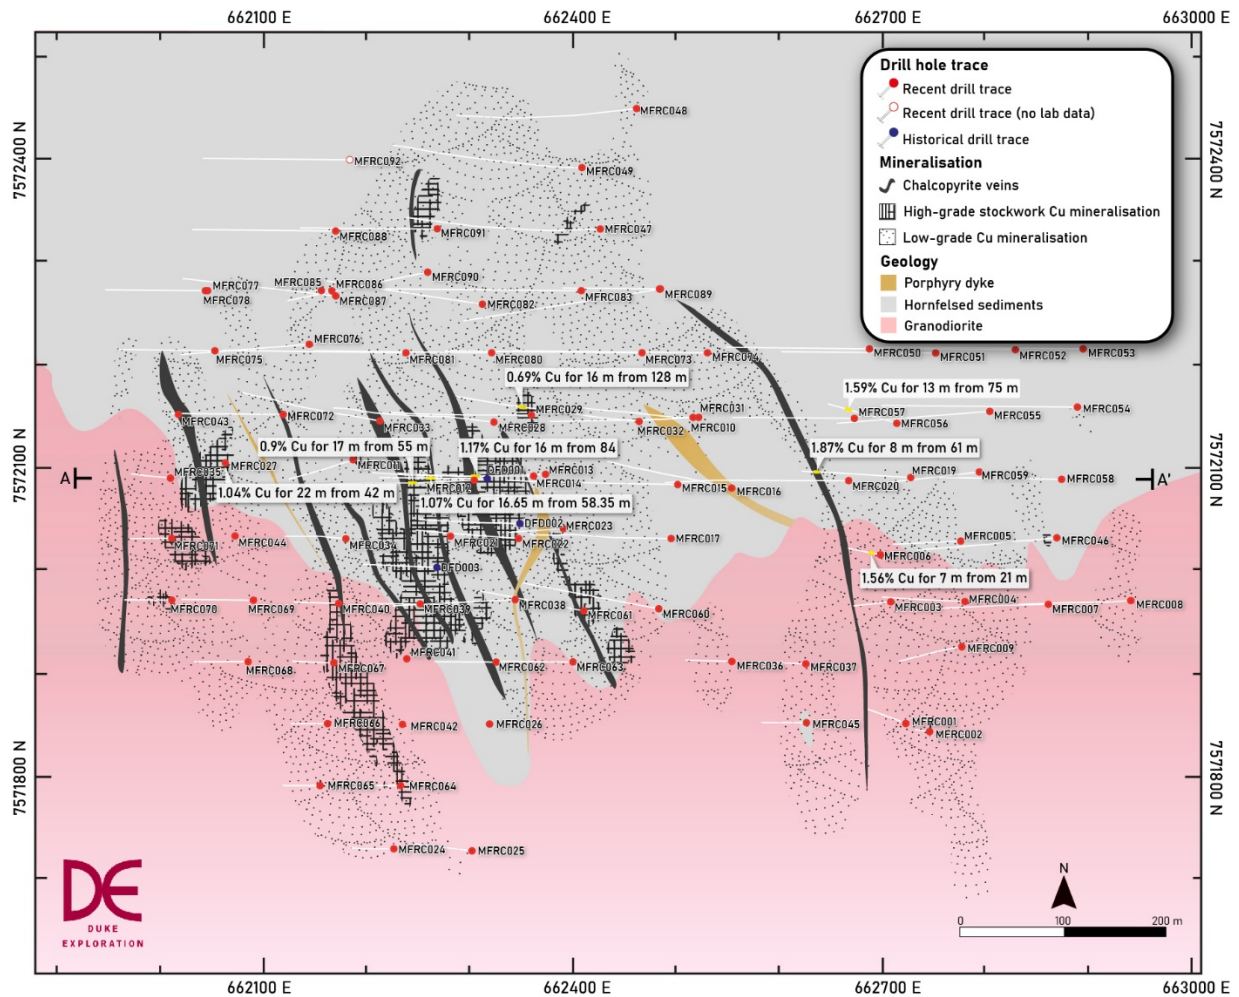 662100 E
662400 E
662700 E
663000 E
7572400 N
7572400 N
Drill hole trace
Recent drill trace
Recent drill trace (no lab data)
Historical drill trace
Mineralisation
Chalcopyrite veins
High-grade stockwork Cu mineralisation
Low-grade Cu mineralisation
Geology
Porphyry dyke
Hornfelsed sediments
Granodiorite
MFRC048
MFRC092
MFRC049
MFRC088
MFRC091
MFRC047
MFRC090
MFRC077
MFRC078
MFRC085
MFRC086
MFRC087
MFRC082
MFRC083
MFRC089
MFRC076
MFRC075
MFRC081
MFRC080
MFRC073
MFRC074
MFRC050
MFRC051
MFRC052
MFRC053
0.69% Cu for 16 m from 128 m
1.59% Cu for 13 m from 75 m
MFRC043
MFRC072
MFRC033
MFRC029
MFRC028
MFRC032
MFRC031
MFRC010
MFRC057
MFRC056
MFRC055
MFRC054
0.9% Cu for 17 m from 55 m
1.17% Cu for 16 m from 84
1.87% Cu for 8 m from 61 m
7572100 N
7572100 N
A
A'
MFRC035
MFRC027
DFD001
MFRC013
MFRC014
MFRC015
MFRC016
MFRC020
MFRC019
MFRC059
MFRC058
1.04% Cu for 22 m from 42 m
1.07% Cu for 16.65 m from 58.35 m
DFD002
MFRC023
MFRC071
MFRC044
MFRC034
MFRC022
MFRC017
MFRC005
MFRC046
MFRC006
DFD003
1.56% Cu for 7 m from 21 m
MFRC070
MFRC069
MFRC040
MFRC039
MFRC038
MFRC061
MFRC060
MFRC003
MFRC004
MFRC007
MFRC008
MFRC041
MFRC068
MFRC067
MFRC062
MFRC063
MFRC036
MFRC037
MFRC009
MFRC066
MFRC042
MFRC026
MFRC045
MFRC001
MFRC002
7571800 N
7571800 N
MFRC065
MFRC064
MFRC024
MFRC025
DE
DUKE
EXPLORATION
N
0
100
200 m
662100 E
662400 E
662700 E
663000 E